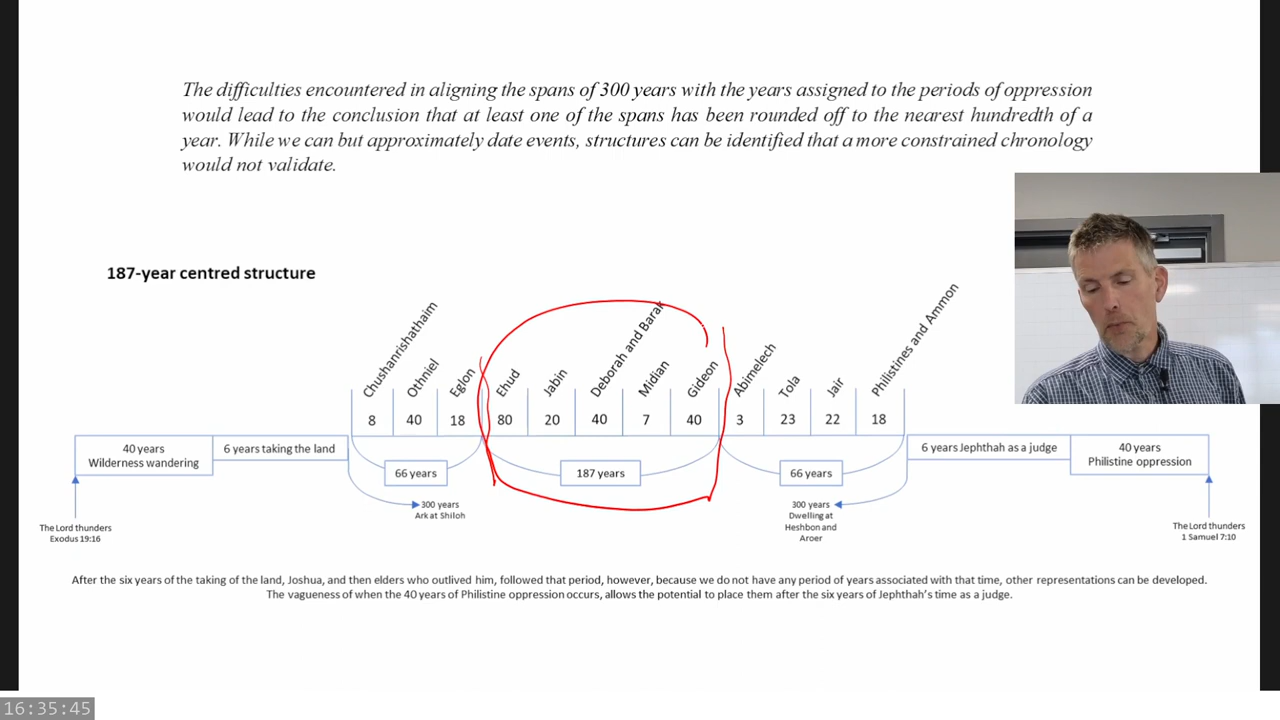 The difficulties encountered in aligning the spans of 300 years with the years assigned to the periods of oppression
would lead to the conclusion that at least one of the spans has been rounded off to the nearest hundredth of a
year. While we can but approximately date events, structures can be identified that a more constrained chronology
would not validate.
187-year centred structure
Chushanrishathaim
Othniel
Eglon
Ehud
Jabin
Deborah and Barak
Midian
Gideon
Abimelech
Tola
Jair
Philistines and Ammon
8 40 18 80 20 40 7 40 3 23 22 18
40 years
Wilderness wandering
6 years taking the land
66 years
187 years
66 years
6 years Jephthah as a judge
40 years
Philistine oppression
300 years
Ark at Shiloh
300 years
Dwelling at
Heshbon and
Aroer
The Lord thunders
Exodus 19:16
The Lord thunders
1 Samuel 7:10
After the six years of the taking of the land, Joshua, and then elders who outlived him, followed that period, however, because we do not have any period of years associated with that time, other representations can be developed.
The vagueness of when the 40 years of Philistine oppression occurs, allows the potential to place them after the six years of Jephthah's time as a judge.
16:35:45